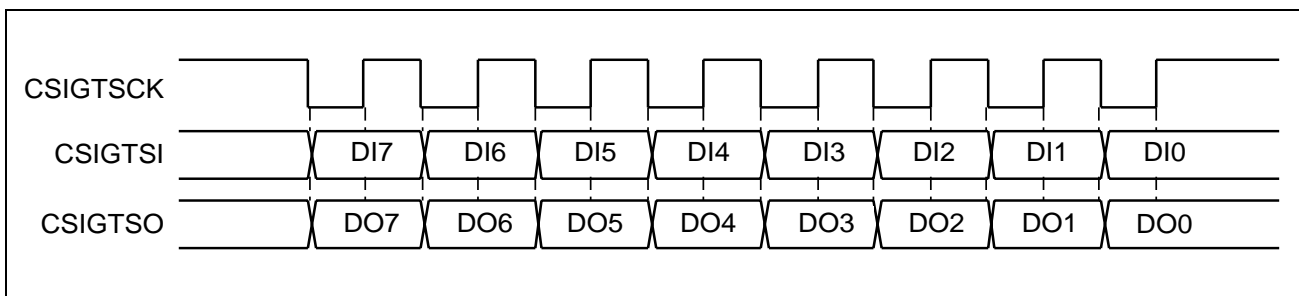 CSIGTSCK
CSIGTSI DI7 DI6 DI5 DI4 DI3 DI2 DI1 DI0
CSIGTSO DO7 DO6 DO5 DO4 DO3 DO2 DO1 DO0